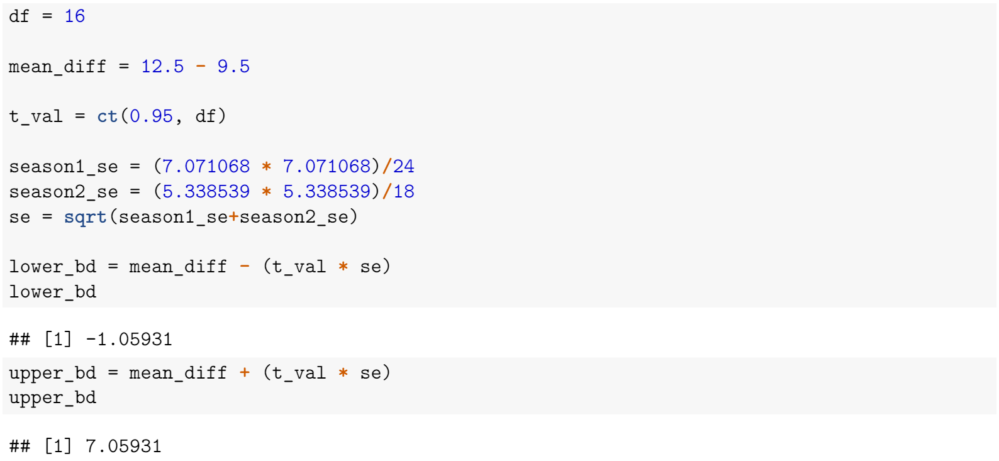 df = 16
mean_diff = 12.5 - 9.5
t_val = ct(0.95, df)
season1_se = (7.071068 * 7.071068)/24
season2_se = (5.338539 * 5.338539)/18
se = sqrt(season1_se+season2_se)
lower_bd = mean_diff - (t_val * se)
lower_bd
## [1] -1.05931
upper_bd = mean_diff + (t_val * se)
upper_bd
## [1] 7.05931